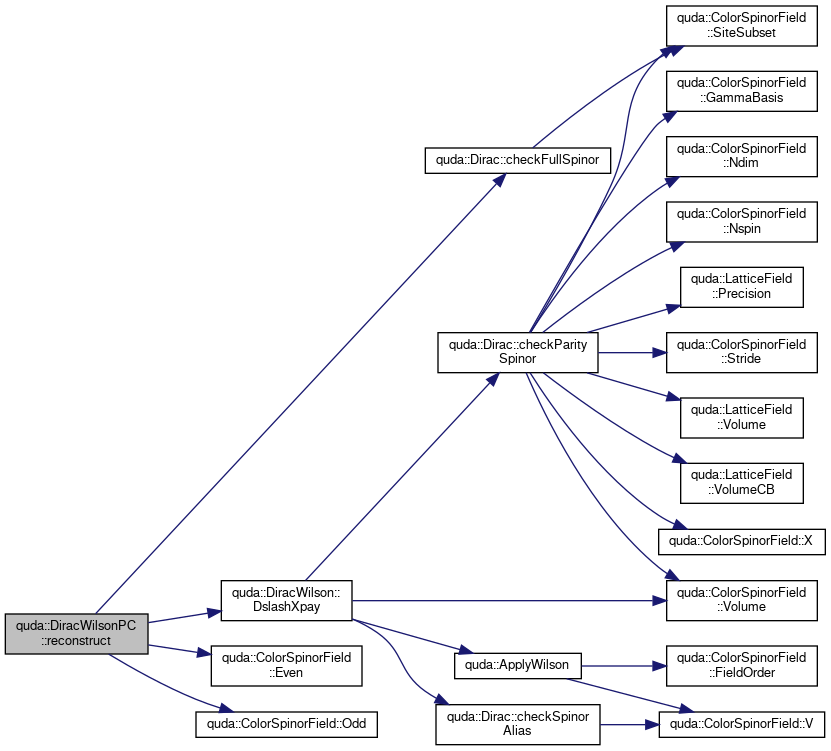 quda::ColorSpinorField
::SiteSubset
quda::ColorSpinorField
::GammaBasis
quda::ColorSpinorField
::Ndim
quda::Dirac::checkFullSpinor
quda::ColorSpinorField
::Nspin
quda::LatticeField
::Precision
quda::Dirac::checkParity
Spinor
quda::ColorSpinorField
::Stride
quda::LatticeField
::Volume
quda::LatticeField
::VolumeCB
quda::ColorSpinorField::X
quda::DiracWilsonPC
::reconstruct
quda::DiracWilson::
DslashXpay
quda::ColorSpinorField
::Volume
quda::ColorSpinorField
::Even
quda::ApplyWilson
quda::ColorSpinorField
::FieldOrder
quda::ColorSpinorField::Odd
quda::Dirac::checkSpinor
Alias
quda::ColorSpinorField::V